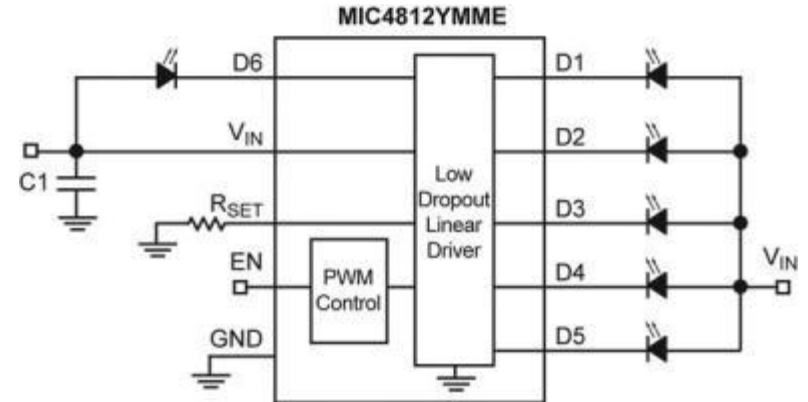 MIC4812YMME
D6
D1
VIN
D2
C1
Low
Dropout
Linear
Driver
RSET
D3
EN
PWM
Control
D4
VIN
GND
D5